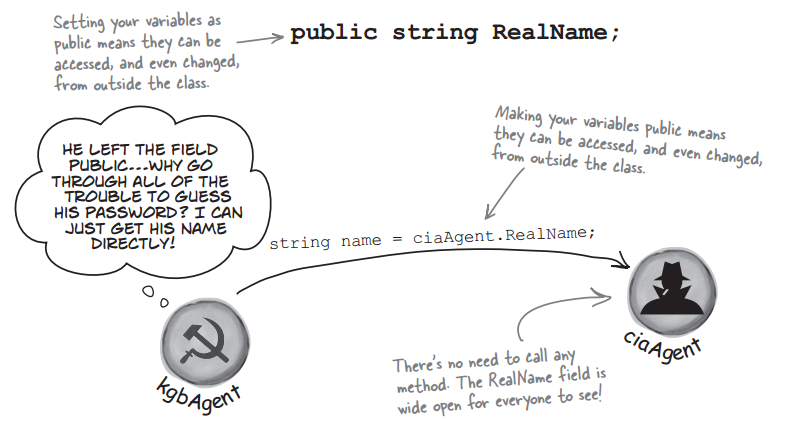 Setting your variables as
public means they can be
accessed, and even changed,
from outside the class.
public string RealName;
HE LEFT THE FIELD
PUBLIC...WHY GO
THROUGH ALL OF THE
TROUBLE TO GUESS
HIS PASSWORD? I CAN
JUST GET HIS NAME
DIRECTLY!
Making your variables public means
they can be accessed, and even changed,
from outside the class.
string name = ciaAgent.RealName;
kgbAgent
ciaAgent
There's no need to call any
method. The RealName field is
wide open for everyone to see!